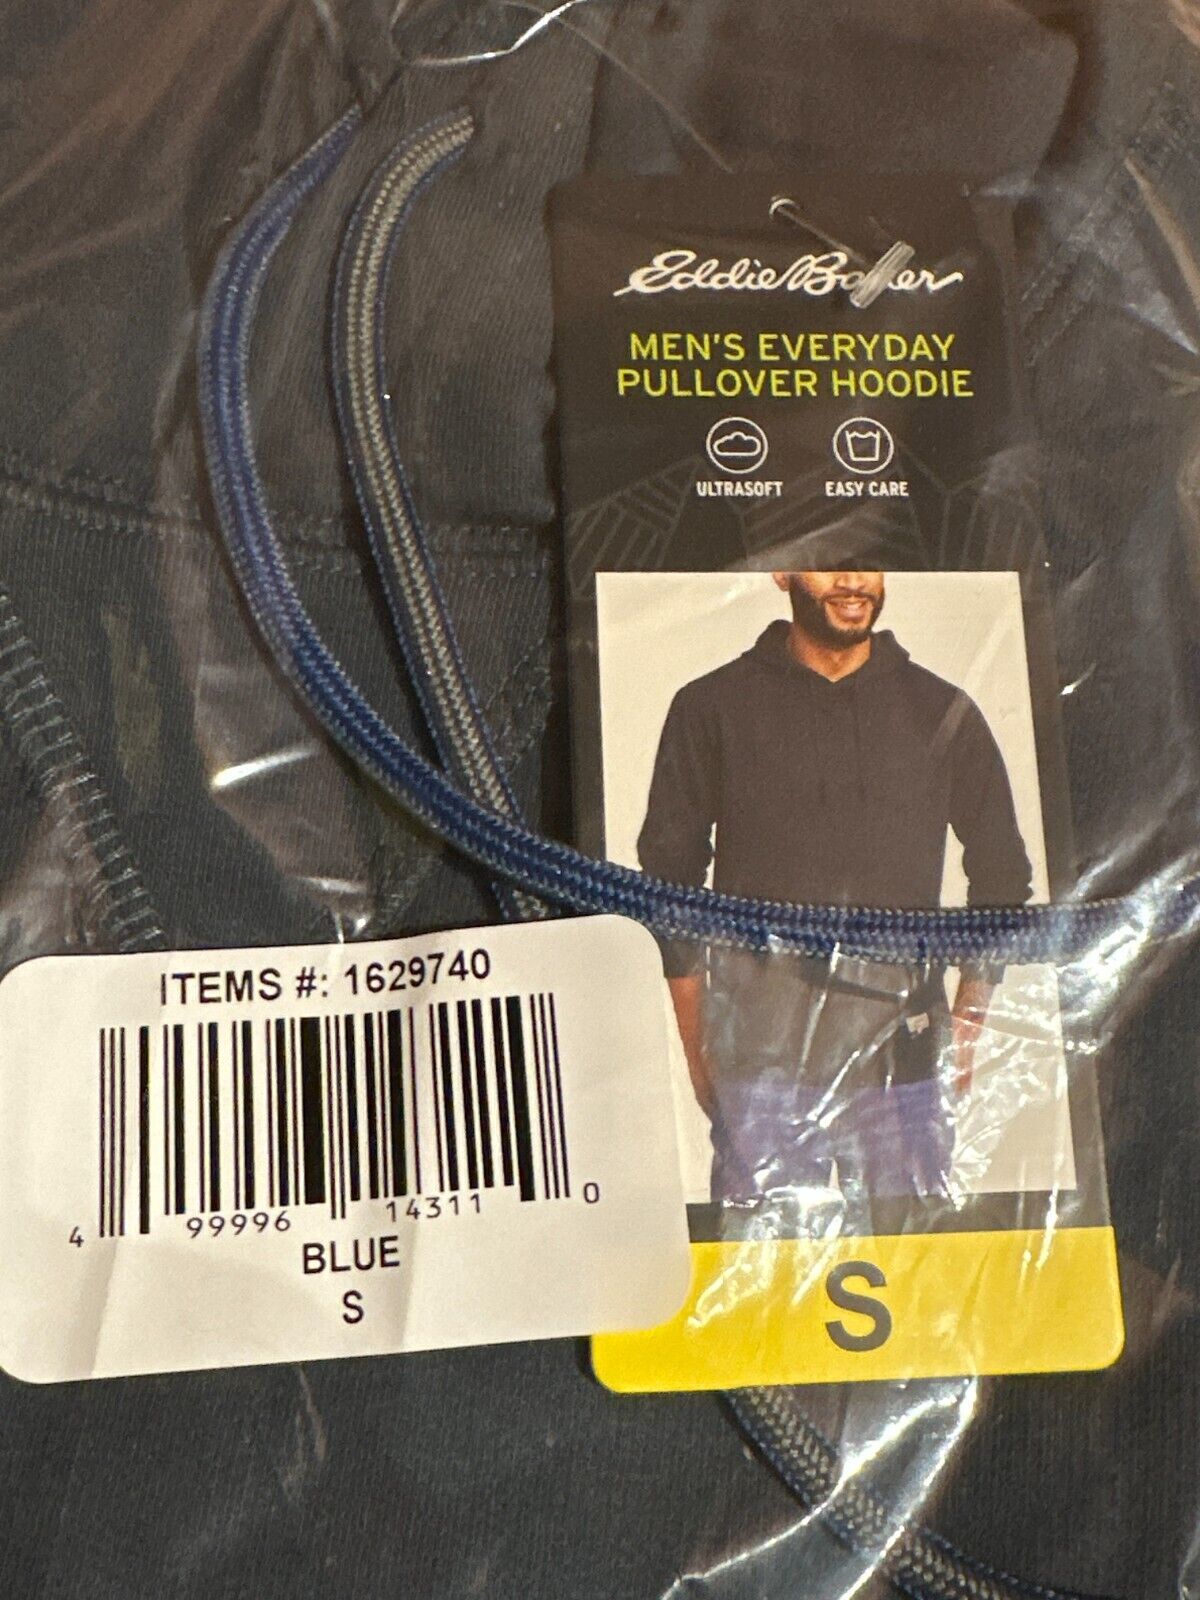 Eddie Bauer
MEN'S EVERYDAY
PULLOVER HOODIE
ULTRASOFT EASY CARE
ITEMS #: 1629740
4 99996 14311 0
BLUE
S
S